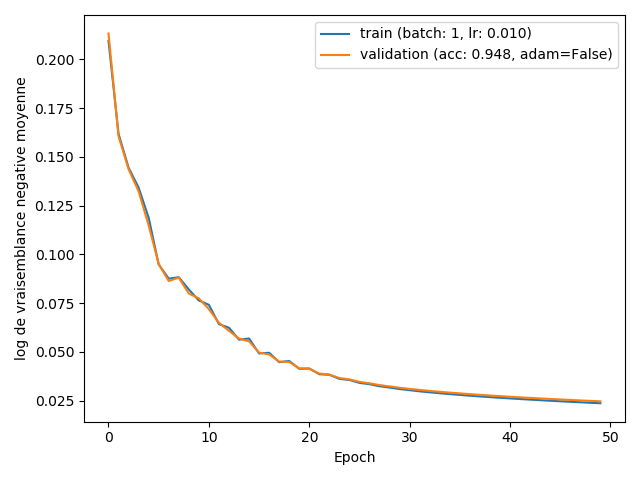 train (batch: 1, lr: 0.010)
validation (acc: 0.948, adam=False)
log de vraisemblance negative moyenne
0.200
0.175
0.150
0.125
0.100
0.075
0.050
0.025
0 10 20 30 40 50
Epoch